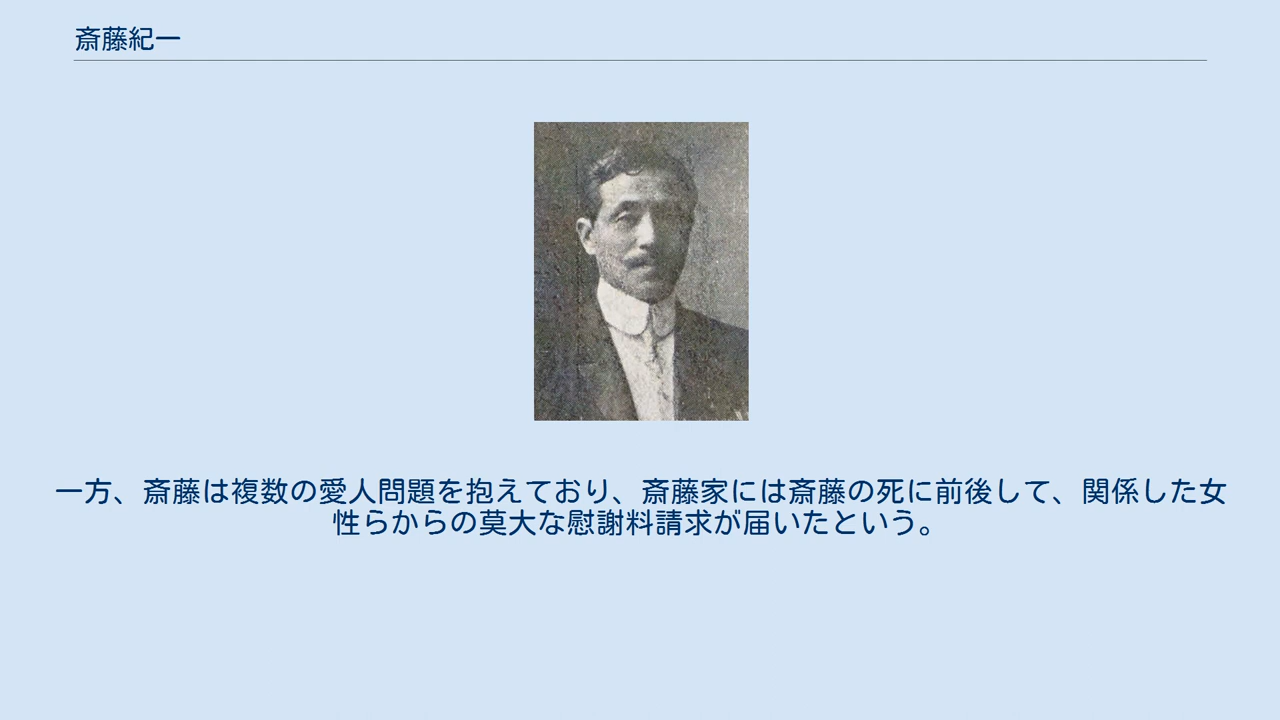 斎藤紀一
一方、斎藤は複数の愛人問題を抱えており、斎藤家には斎藤の死に前後して、関係した女
性らからの莫大な慰謝料請求が届いたという。